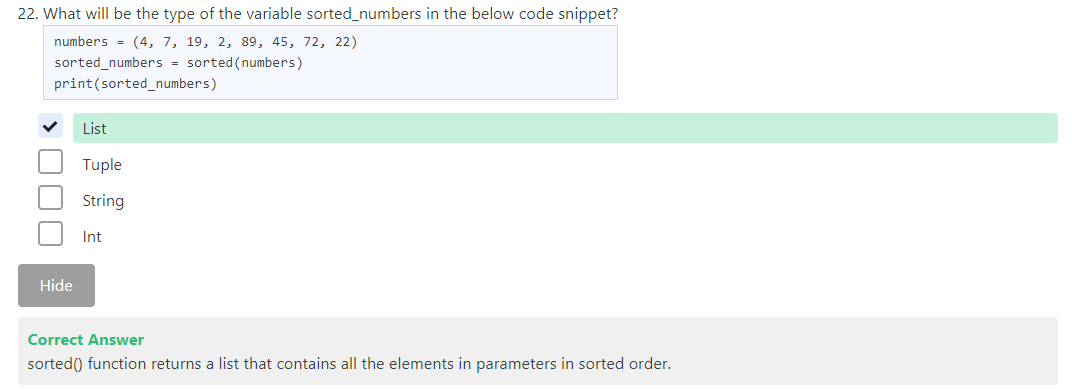 22. What will be the type of the variable sorted_numbers in the below code snippet?
numbers = (4, 7, 19, 2, 89, 45, 72, 22)
sorted_numbers = sorted(numbers)
print(sorted_numbers)
List
Tuple
String
Int
Hide
Correct Answer
sorted() function returns a list that contains all the elements in parameters in sorted order.